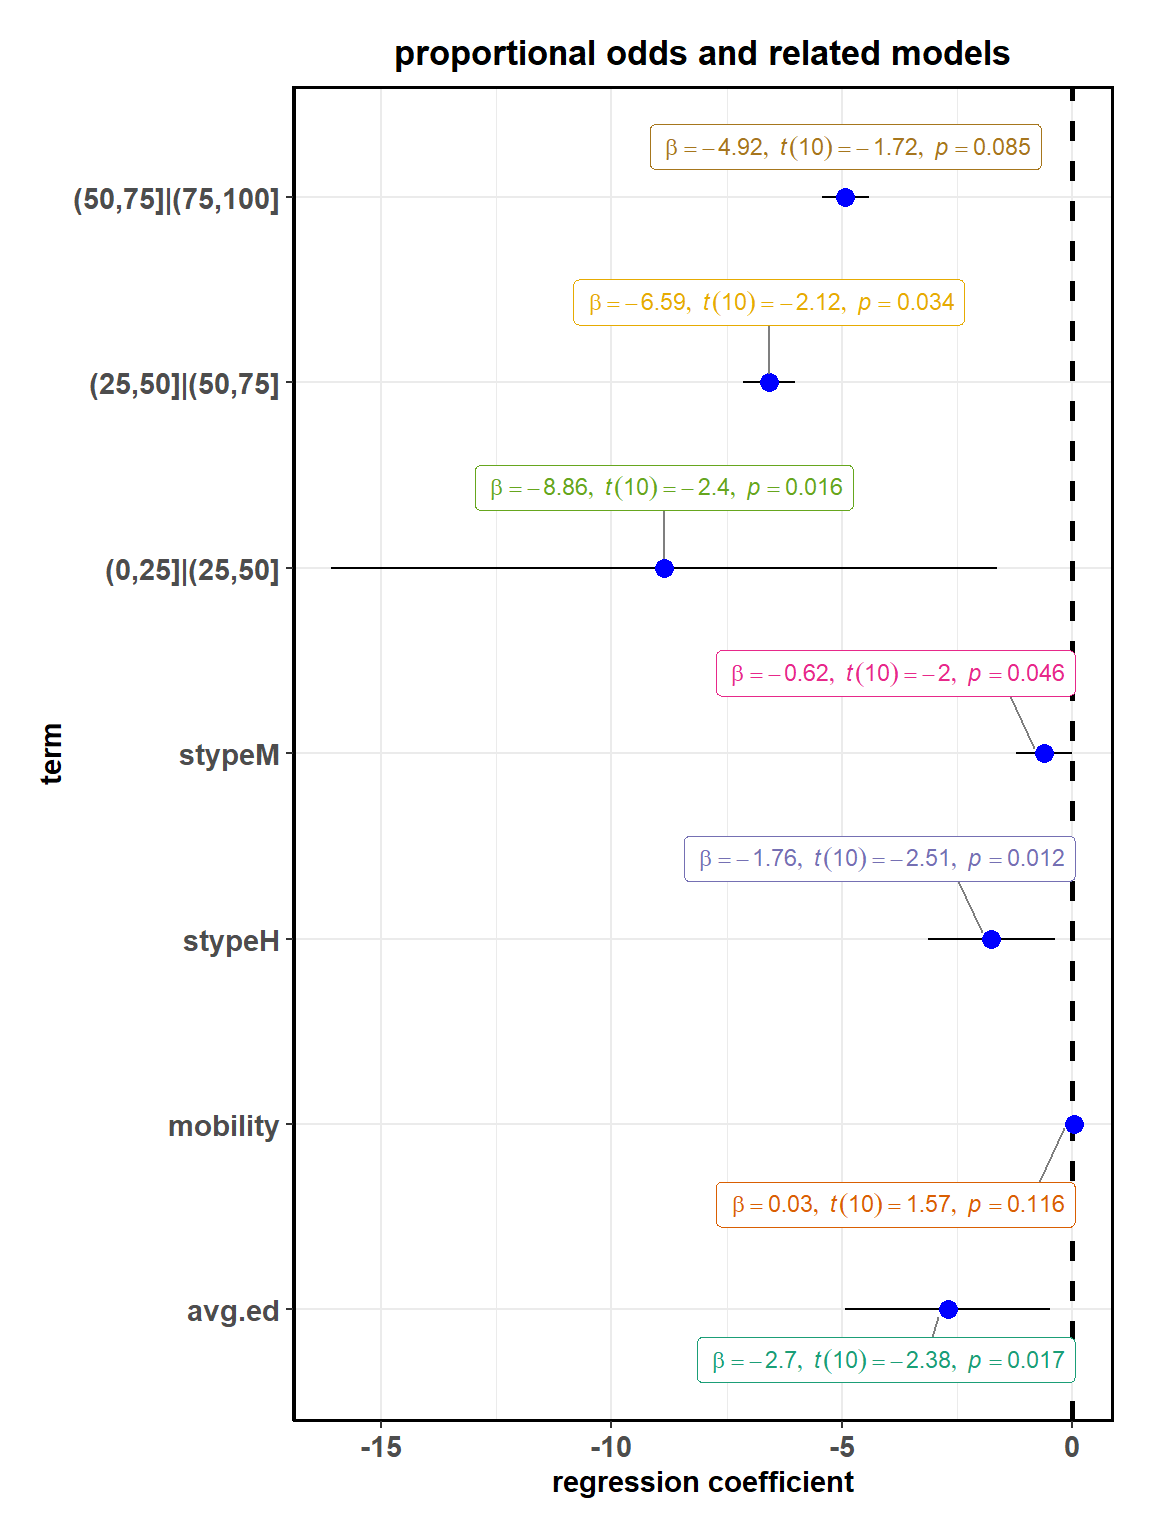 proportional odds and related models
β = −4.92, t(10) = −1.72, p = 0.085
(50,75]|(75,100]
β = −6.59, t(10) = −2.12, p = 0.034
(25,50]|(50,75]
β = −8.86, t(10) = −2.4, p = 0.016
(0,25]|(25,50]
β = −0.62, t(10) = −2, p = 0.046
term
stypeM
β = −1.76, t(10) = −2.51, p = 0.012
stypeH
mobility
β = 0.03, t(10) = 1.57, p = 0.116
avg.ed
β = −2.7, t(10) = −2.38, p = 0.017
-15 -10 -5 0
regression coefficient